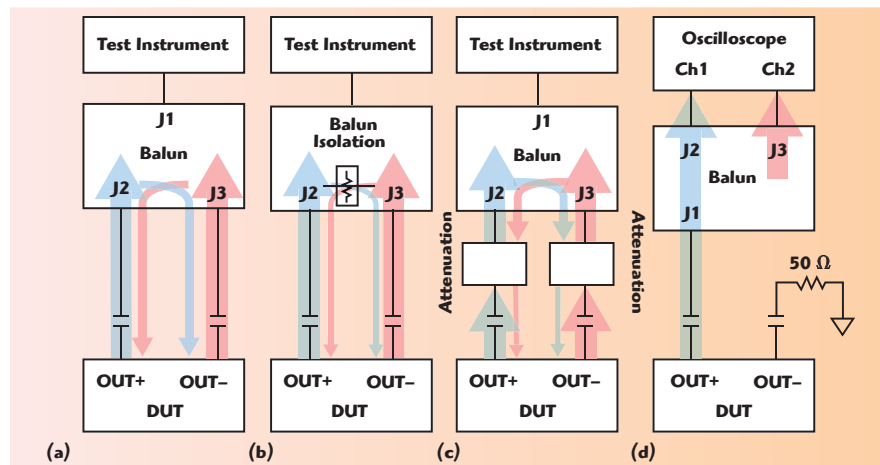 Test Instrument
J1
Balun
J2
J3
OUT+ OUT–
DUT
(a)
Test Instrument
Balun
Isolation
J2
J3
OUT+ OUT–
DUT
(b)
Test Instrument
J1
Balun
J2
J3
Attenuation
Attenuation
OUT+ OUT–
DUT
(c)
Oscilloscope
Ch1 Ch2
J2
J3
Balun
J1
50 Ω
OUT+ OUT–
DUT
(d)